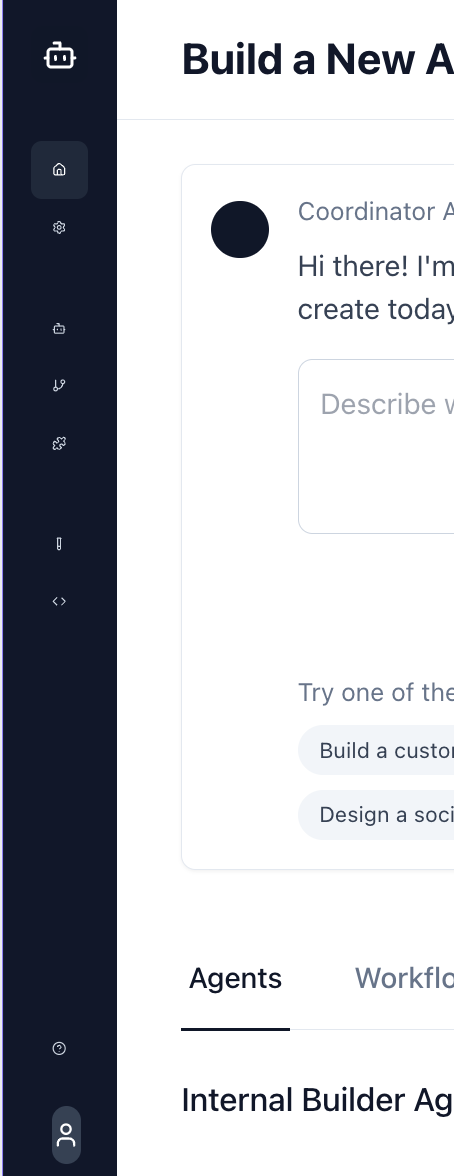 Build a New A
Coordinator A
Hi there! I'm
create today
Describe w
Try one of the
Build a custor
Design a soci
Agents
Workflo
Internal Builder Ag